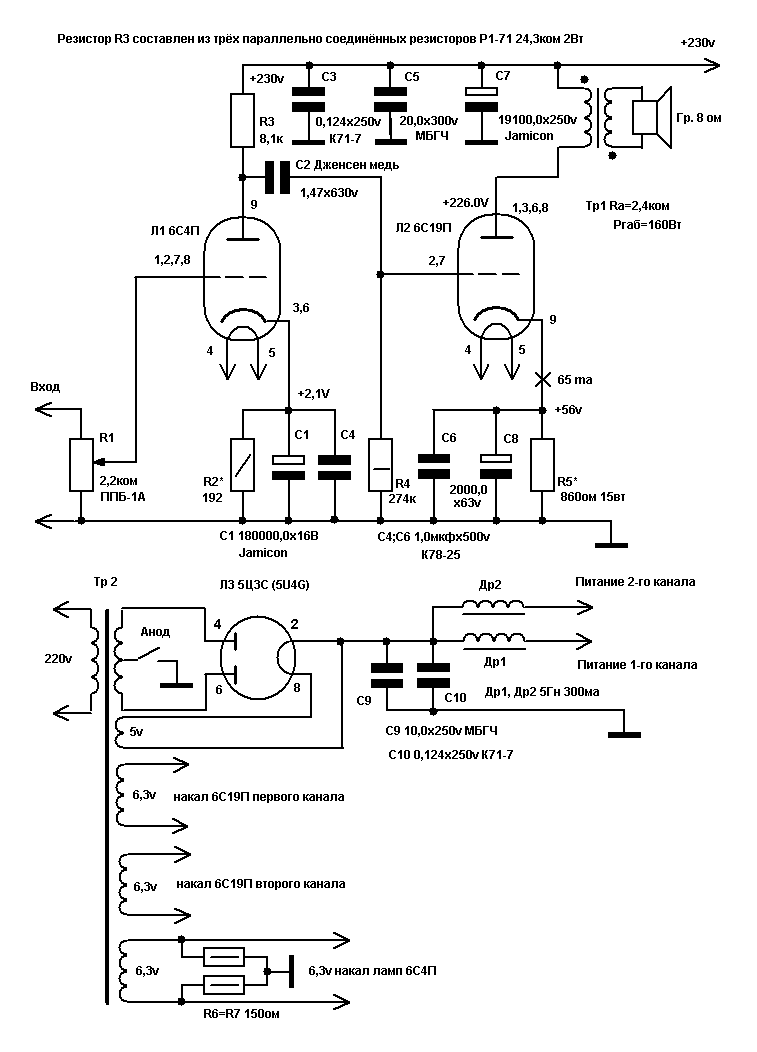 Резистор R3 составлен из трёх параллельно соединённых резисторов P1-71 24,3ком 2Вт
+230v
+230v
C3
C5
C7
R3
8,1к
0,124x250v
К71-7
20,0x300v
МБГЧ
19100,0x250v
Jamicon
Гр. 8 ом
C2 Дженсен медь
1,47x630v
9
+226.0V
1,3,6,8
Тр1 Ra=2,4ком
Рраб=160Вт
Л1 6С4П
Л2 6С19П
1,2,7,8
2,7
3,6
9
4
5
4
5
65 ma
Вход
+2,1V
+56v
R1
C1
C4
C6
C8
2,2ком
ППБ-1А
R2*
192
R4
274к
2000,0
x63v
R5*
860ом 15вт
C1 180000,0x16В
Jamicon
C4;C6 1,0мкфx500v
К78-25
Тр 2
Л3 5Ц3С (5U4G)
Др2
Питание 2-го канала
4
2
Анод
220v
Др1
Питание 1-го канала
6
8
C9
C10
Др1, Др2 5Гн 300ма
5v
C9 10,0x250v МБГЧ
C10 0,124x250v К71-7
6,3v
накал 6С19П первого канала
6,3v
накал 6С19П второго канала
6,3v
6,3v накал ламп 6С4П
R6=R7 150ом